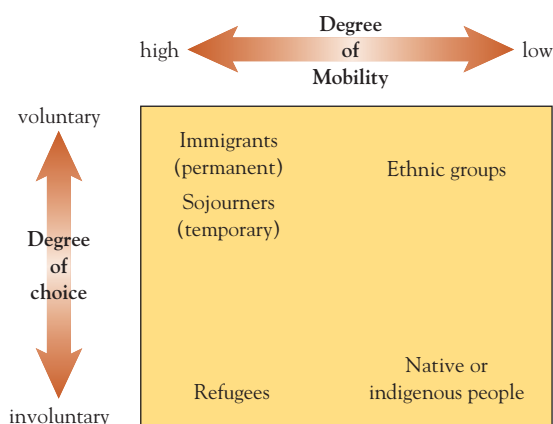 Degree
of
Mobility
high
low
voluntary
Degree
of
choice
involuntary
Immigrants
(permanent)
Sojourners
(temporary)
Ethnic groups
Refugees
Native or
indigenous people